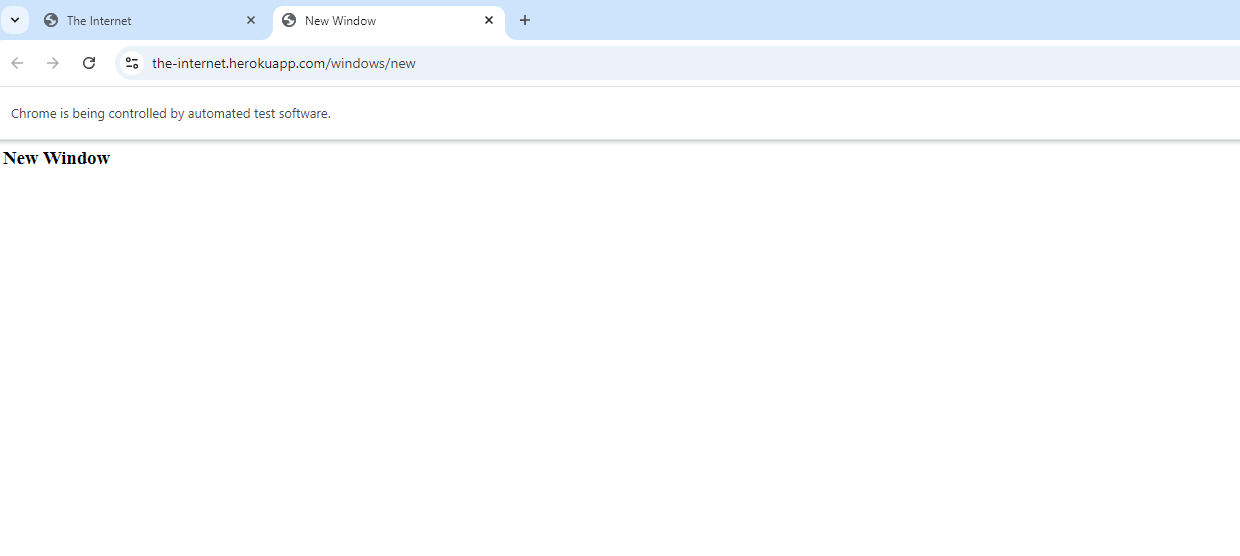 The Internet
New Window
the-internet.herokuapp.com/windows/new
Chrome is being controlled by automated test software.
New Window